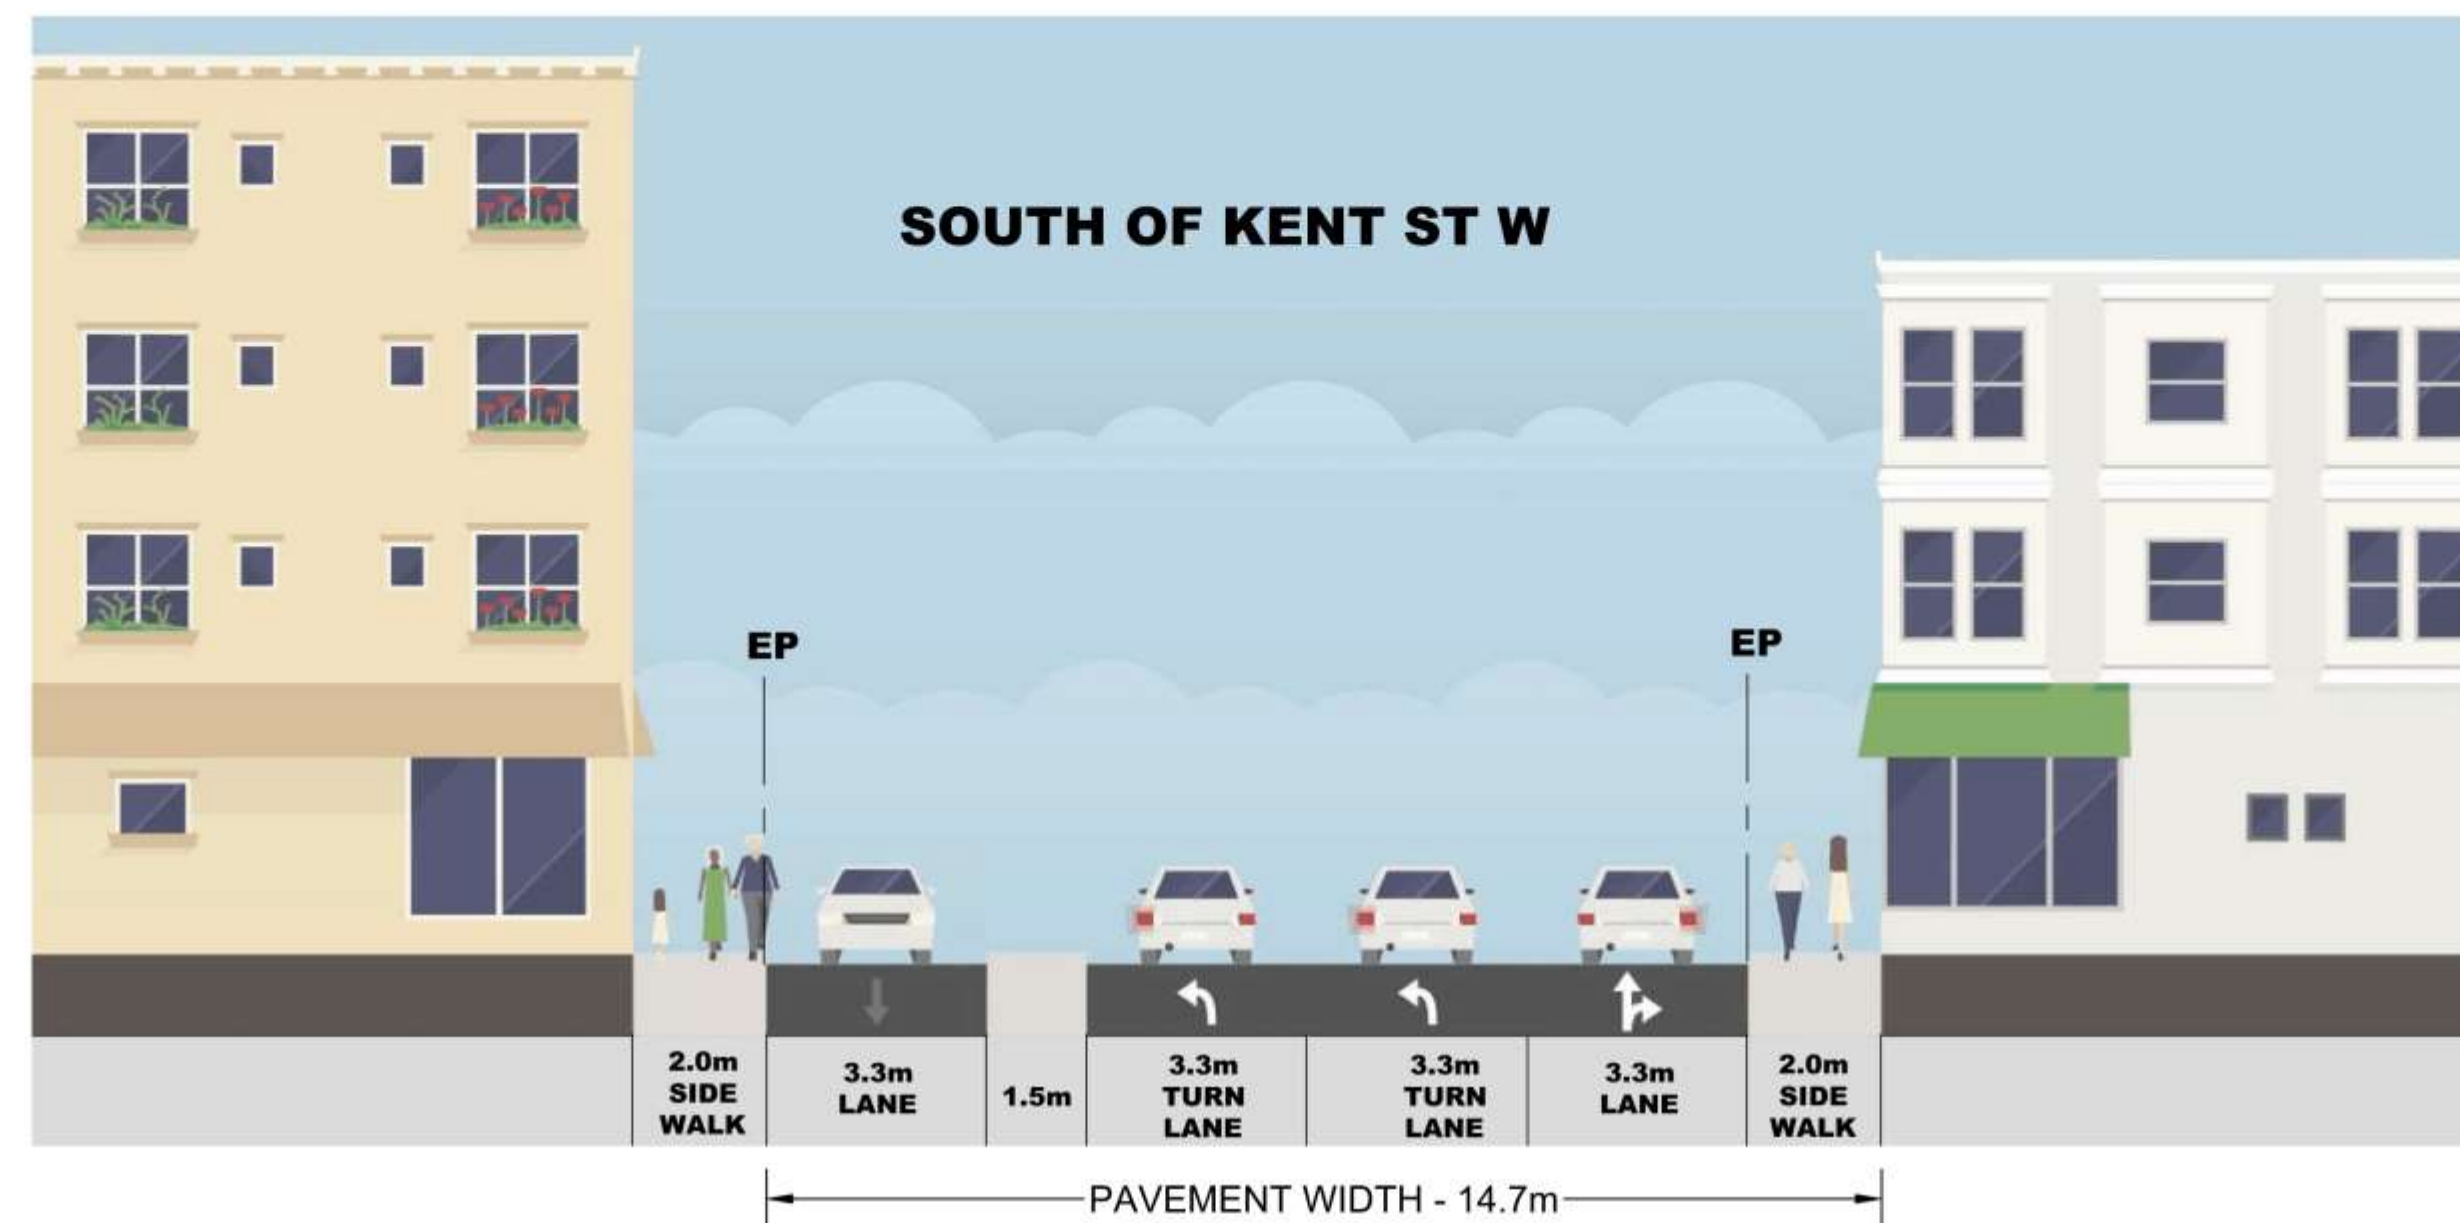 SOUTH OF KENT ST W
EP
EP
2.0m
SIDE
WALK
3.3m
LANE
1.5m
3.3m
TURN
LANE
3.3m
TURN
LANE
3.3m
LANE
2.0m
SIDE
WALK
PAVEMENT WIDTH - 14.7m